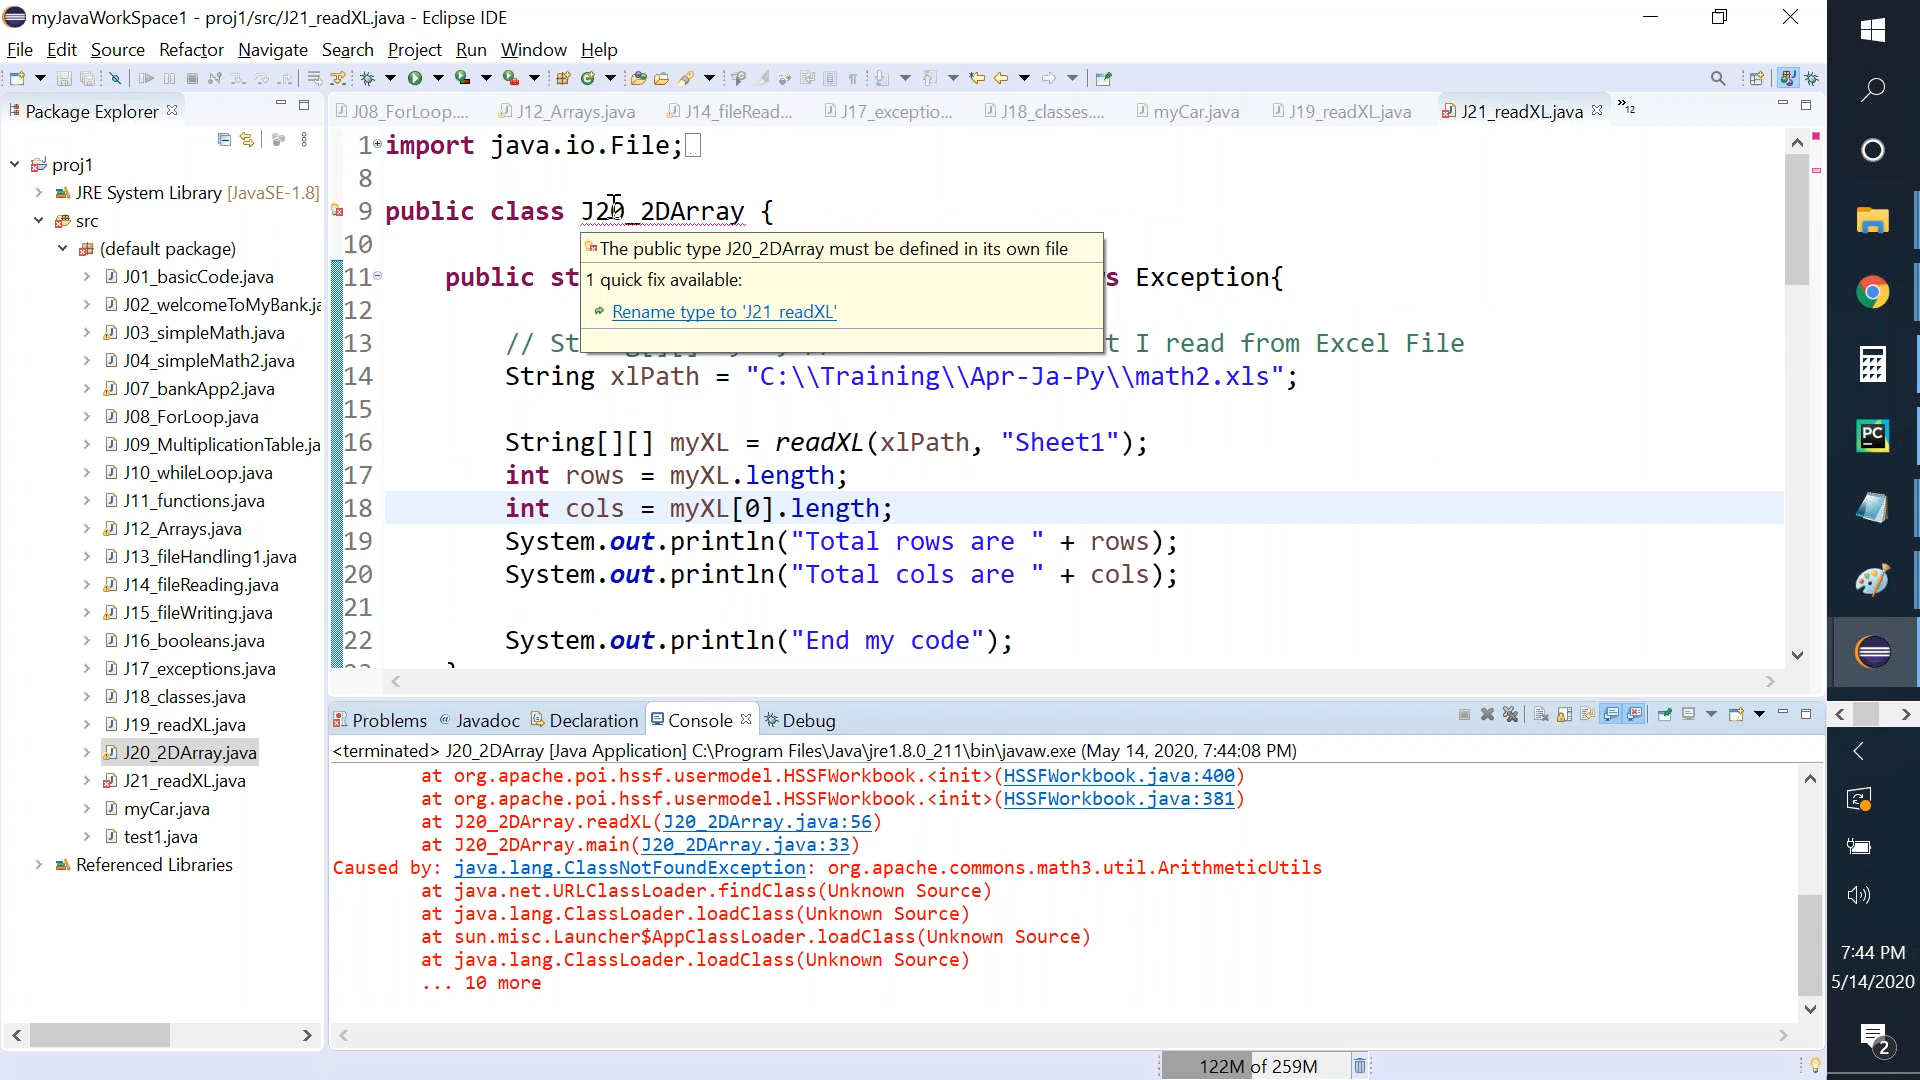 myJavaWorkSpace1 - proj1/src/J21_readXL.java - Eclipse IDE
File Edit Source Refactor Navigate Search Project Run Window Help
Package Explorer
J08_ForLoop.... J12_Arrays.java J14_fileRead... J17_exceptio... J18_classes.... myCar.java J19_readXL.java J21_readXL.java »12
proj1
JRE System Library [JavaSE-1.8]
src
(default package)
J01_basicCode.java
J02_welcomeToMyBank.ja
J03_simpleMath.java
J04_simpleMath2.java
J07_bankApp2.java
J08_ForLoop.java
J09_MultiplicationTable.ja
J10_whileLoop.java
J11_functions.java
J12_Arrays.java
J13_fileHandling1.java
J14_fileReading.java
J15_fileWriting.java
J16_booleans.java
J17_exceptions.java
J18_classes.java
J19_readXL.java
J20_2DArray.java
J21_readXL.java
myCar.java
test1.java
Referenced Libraries
1 import java.io.File;
8
9 public class J20_2DArray {
10
11 public st s Exception{
12
13 // St t I read from Excel File
14 String xlPath = "C:\\Training\\Apr-Ja-Py\\math2.xls";
15
16 String[][] myXL = readXL(xlPath, "Sheet1");
17 int rows = myXL.length;
18 int cols = myXL[0].length;
19 System.out.println("Total rows are " + rows);
20 System.out.println("Total cols are " + cols);
21
22 System.out.println("End my code");
The public type J20_2DArray must be defined in its own file
1 quick fix available:
Rename type to 'J21 readXL'
Problems @ Javadoc Declaration Console Debug
<terminated> J20_2DArray [Java Application] C:\Program Files\Java\jre1.8.0_211\bin\javaw.exe (May 14, 2020, 7:44:08 PM)
at org.apache.poi.hssf.usermodel.HSSFWorkbook.<init>(HSSFWorkbook.java:400)
at org.apache.poi.hssf.usermodel.HSSFWorkbook.<init>(HSSFWorkbook.java:381)
at J20_2DArray.readXL(J20_2DArray.java:56)
at J20_2DArray.main(J20_2DArray.java:33)
Caused by: java.lang.ClassNotFoundException: org.apache.commons.math3.util.ArithmeticUtils
at java.net.URLClassLoader.findClass(Unknown Source)
at java.lang.ClassLoader.loadClass(Unknown Source)
at sun.misc.Launcher$AppClassLoader.loadClass(Unknown Source)
at java.lang.ClassLoader.loadClass(Unknown Source)
... 10 more
122M of 259M
PC
7:44 PM
5/14/2020
2